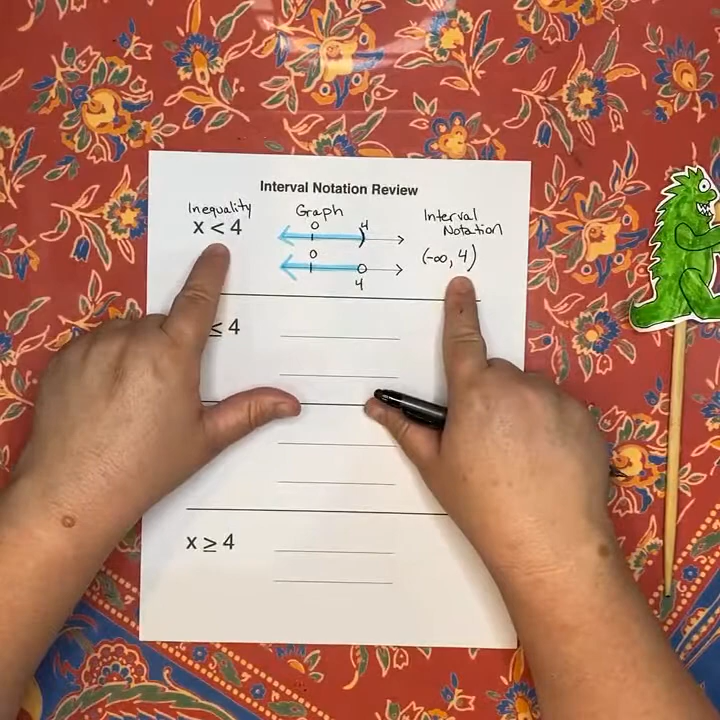 Interval Notation Review
Inequality Graph Interval
Notation
x < 4
0 4
(-∞, 4)
0
4
≤ 4
x ≥ 4